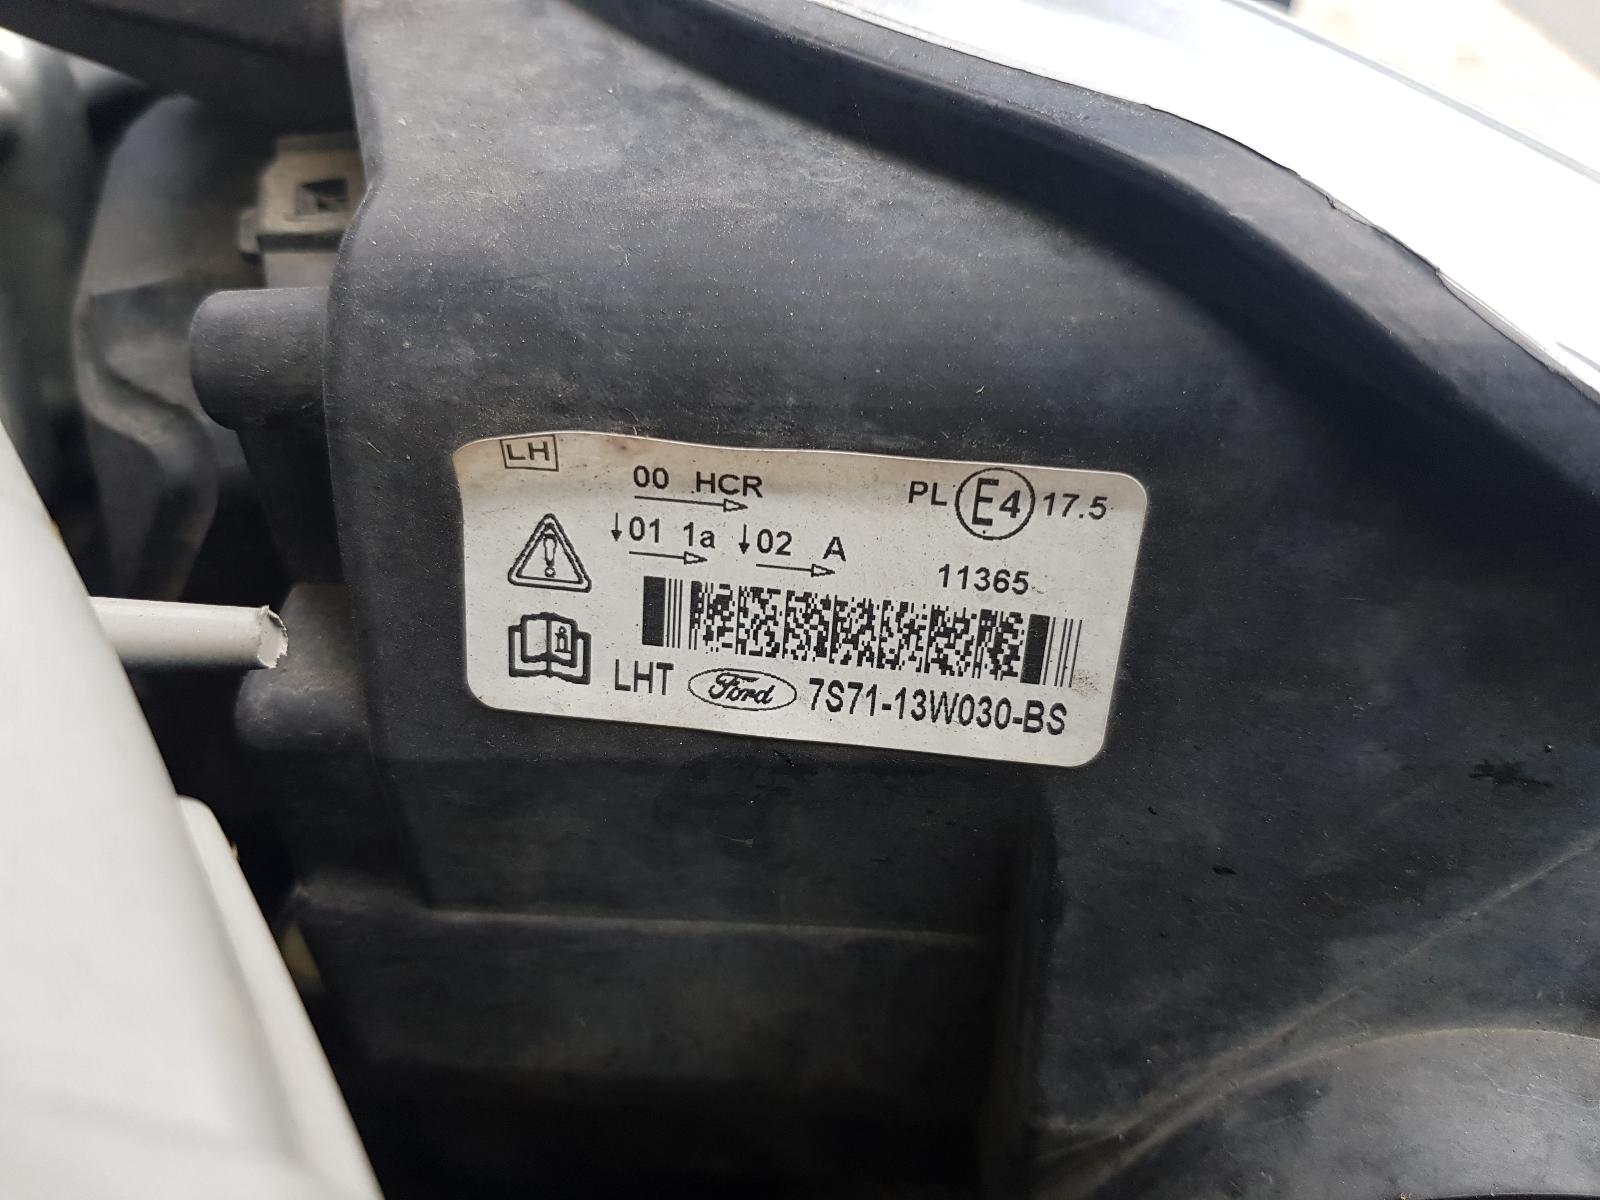 LH
00 HCR
PL E4 17.5
↓01 1a ↓02 A
11365
LHT Ford 7S71-13W030-BS